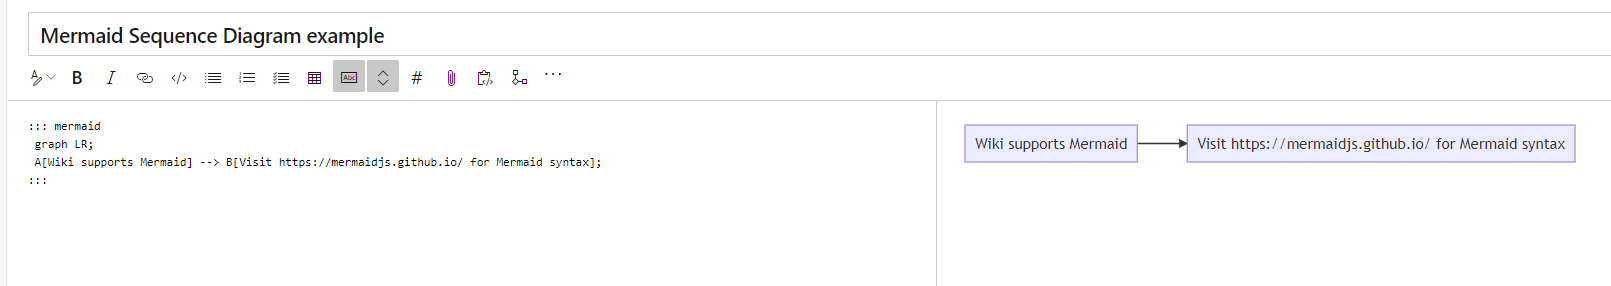 Mermaid Sequence Diagram example
A B I </> Abc # ...
::: mermaid
graph LR;
A[Wiki supports Mermaid] --> B[Visit https://mermaidjs.github.io/ for Mermaid syntax];
:::
Wiki supports Mermaid
Visit https://mermaidjs.github.io/ for Mermaid syntax